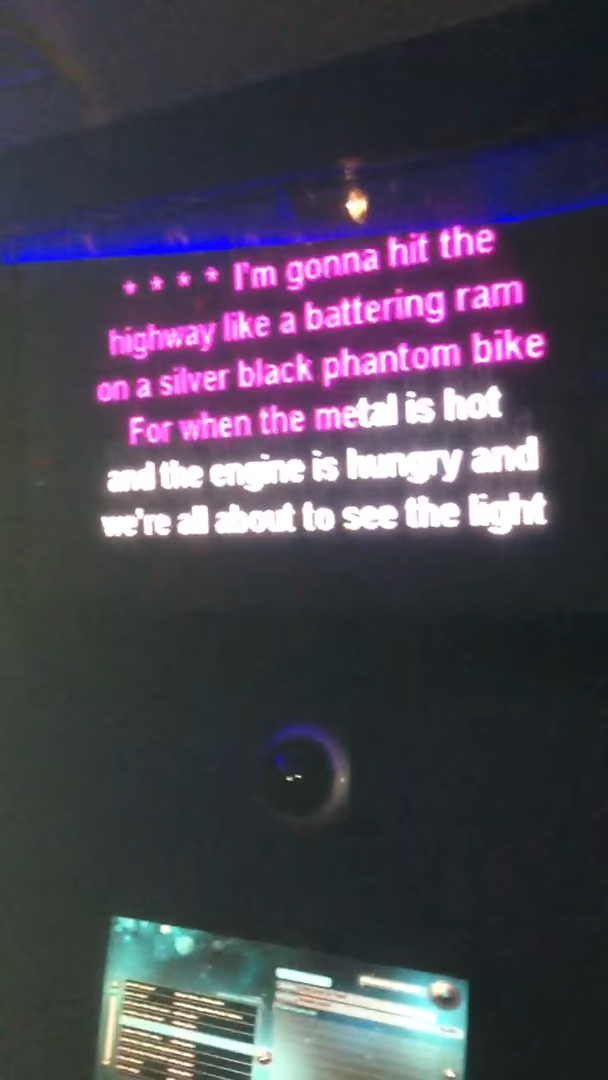 * * * * I'm gonna hit the
highway like a battering ram
on a silver black phantom bike
For when the metal is hot
and the engine is hungry and
we're all about to see the light